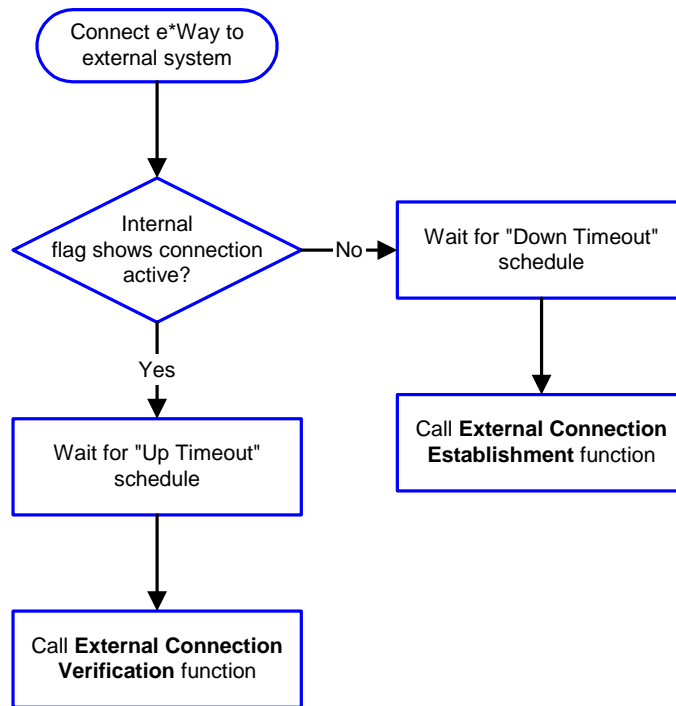 Connect e*Way to
external system
Internal
flag shows connection
active?
No
Wait for "Down Timeout"
schedule
Yes
Call External Connection
Establishment function
Wait for "Up Timeout"
schedule
Call External Connection
Verification function